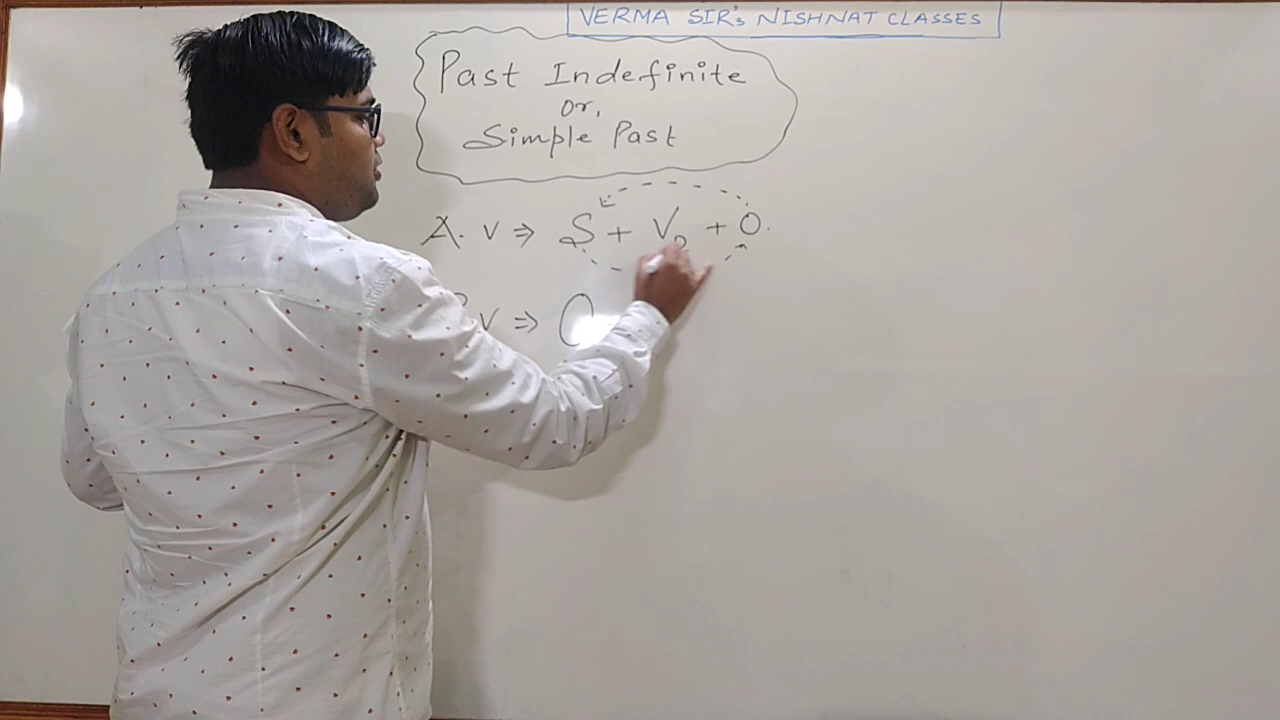 VERMA SIR's NISHNAT CLASSES
Past Indefinite
Or,
Simple Past
A. V ⇒ S + V2 + O.
V ⇒ O